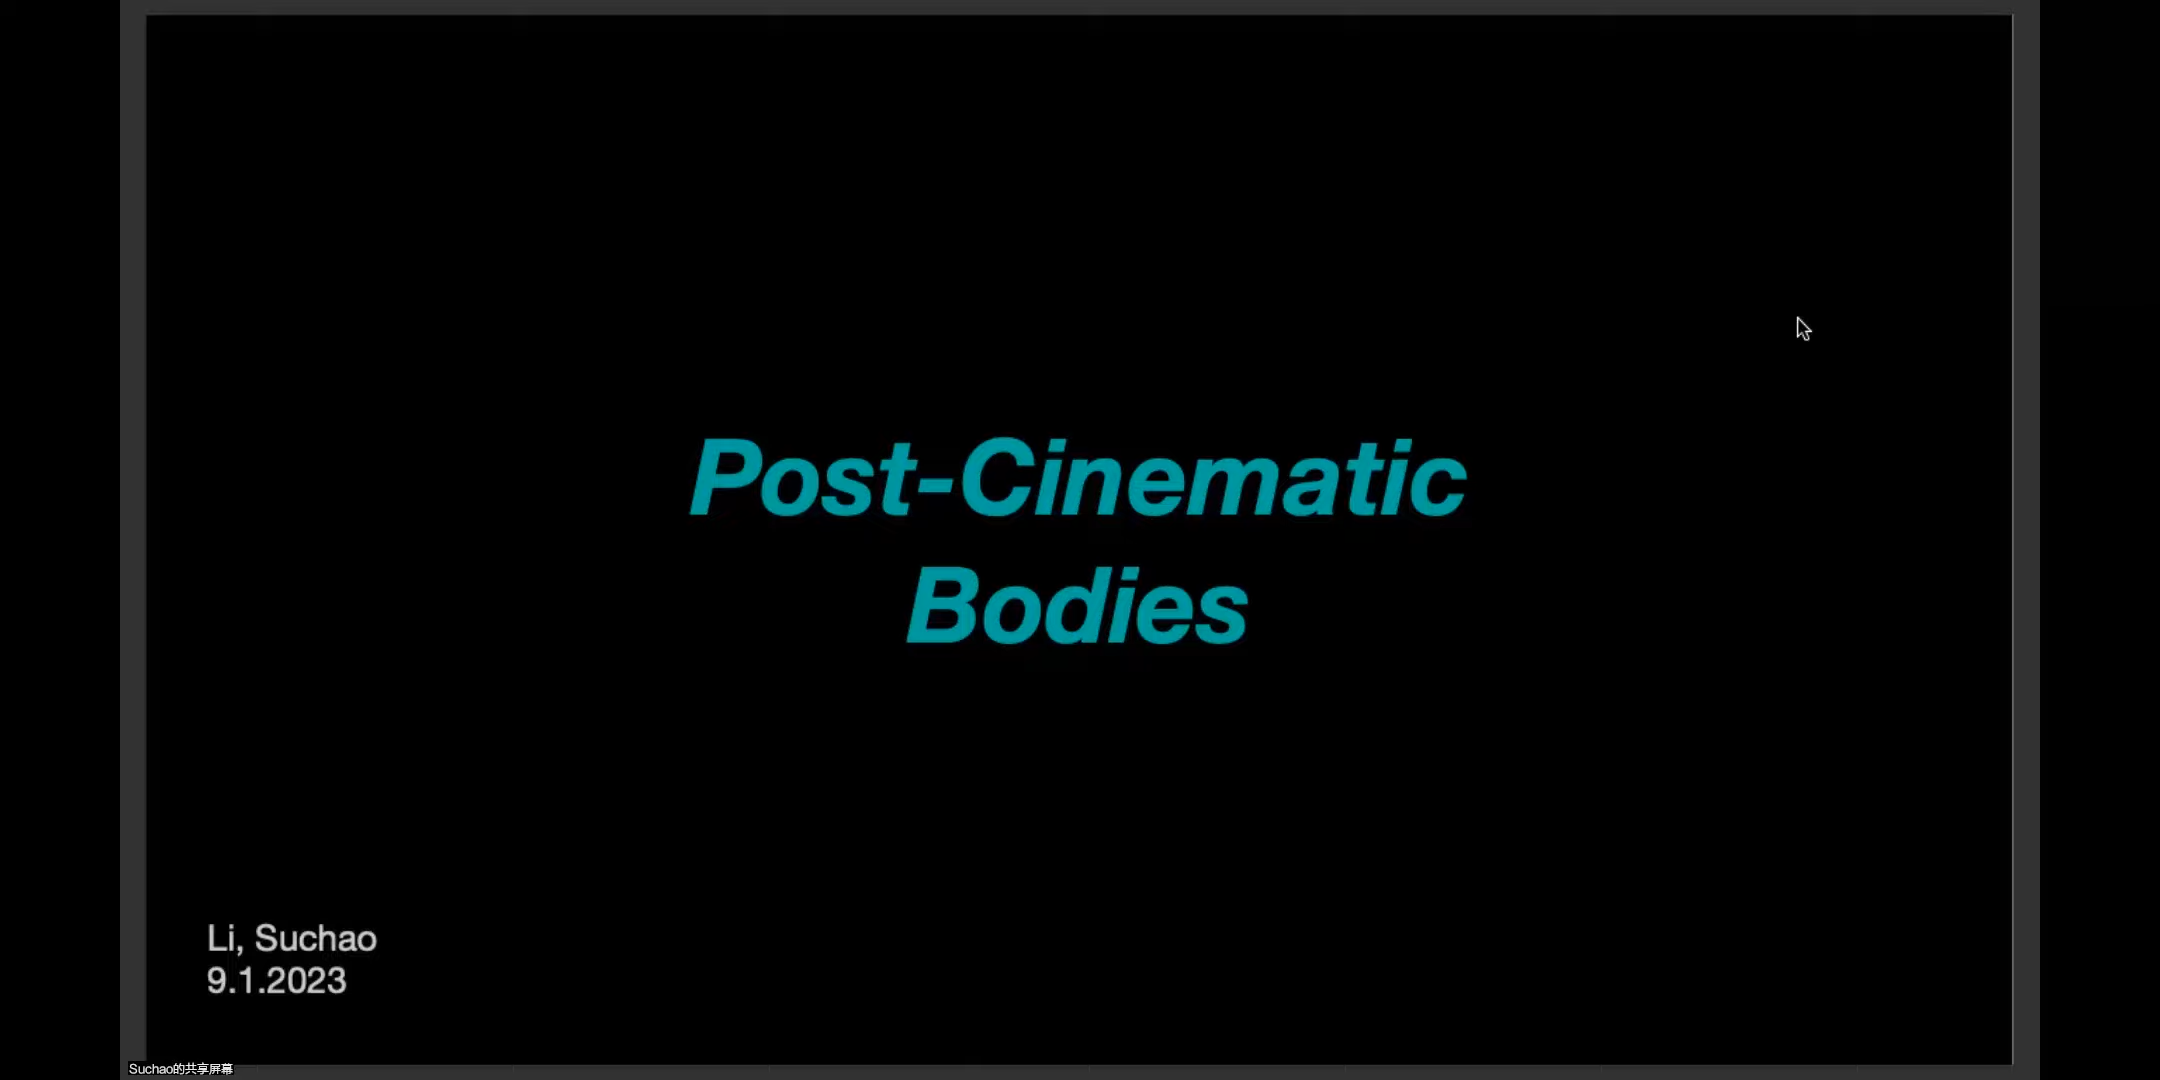 Post-Cinematic
Bodies
Li, Suchao
9.1.2023
Suchao的共享屏幕